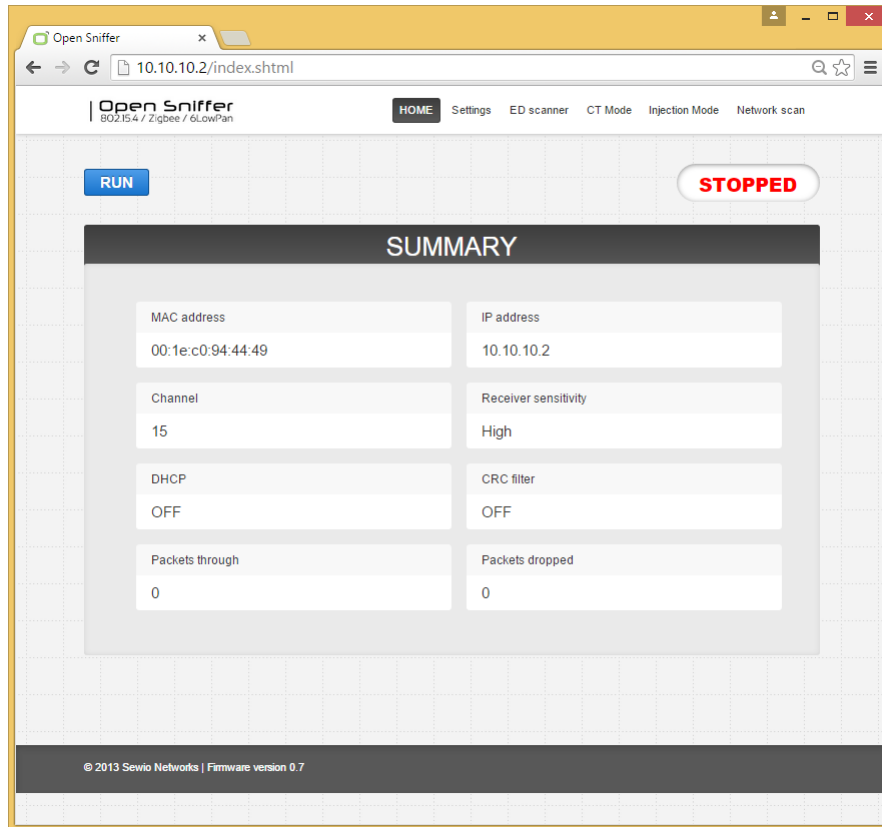 Open Sniffer
10.10.10.2/index.shtml
Open Sniffer
802.15.4 / Zigbee / 6LowPan
HOME Settings ED scanner CT Mode Injection Mode Network scan
RUN
STOPPED
SUMMARY
MAC address IP address
00:1e:c0:94:44:49 10.10.10.2
Channel Receiver sensitivity
15 High
DHCP CRC filter
OFF OFF
Packets through Packets dropped
0 0
© 2013 Sewio Networks | Firmware version 0.7